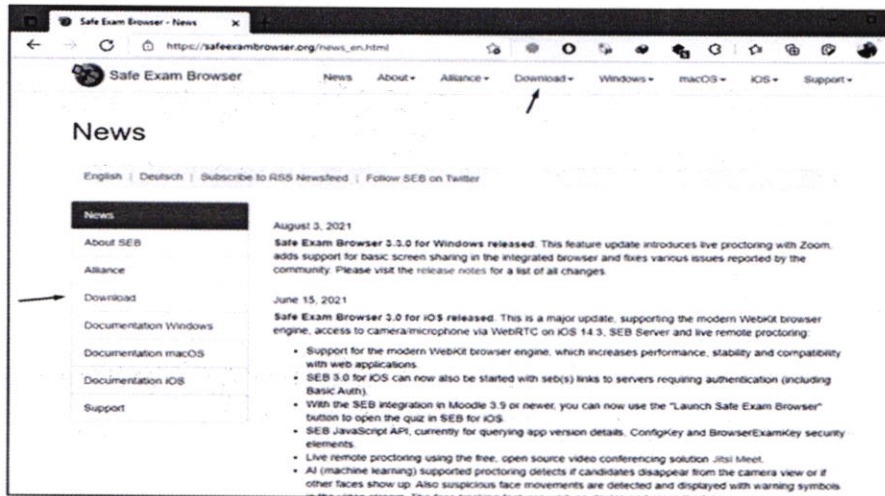 Safe Exam Browser - News
https://safeexambrowser.org/news_en.html
Safe Exam Browser
News About Alliance Download Windows macOS iOS Support
News
English | Deutsch | Subscribe to RSS Newsfeed | Follow SEB on Twitter
News
About SEB
Alliance
Download
Documentation Windows
Documentation macOS
Documentation iOS
Support
August 3, 2021
Safe Exam Browser 3.3.0 for Windows released. This feature update introduces live proctoring with Zoom,
adds support for basic screen sharing in the integrated browser and fixes various issues reported by the
community. Please visit the release notes for a list of all changes.
June 15, 2021
Safe Exam Browser 3.0 for iOS released. This is a major update, supporting the modern WebKit browser
engine, access to camera/microphone via WebRTC on iOS 14.3, SEB Server and live remote proctoring:
• Support for the modern WebKit browser engine, which increases performance, stability and compatibility
with web applications.
• SEB 3.0 for iOS can now also be started with seb(s) links to servers requiring authentication (including
Basic Auth).
• With the SEB integration in Moodle 3.9 or newer, you can now use the "Launch Safe Exam Browser"
button to open the quiz in SEB for iOS.
• SEB JavaScript API, currently for querying app version details, ConfigKey and BrowserExamKey security
elements.
• Live remote proctoring using the free, open source video conferencing solution Jitsi Meet.
• AI (machine learning) supported proctoring detects if candidates disappear from the camera view or if
other faces show up. Also suspicious face movements are detected and displayed with warning symbols